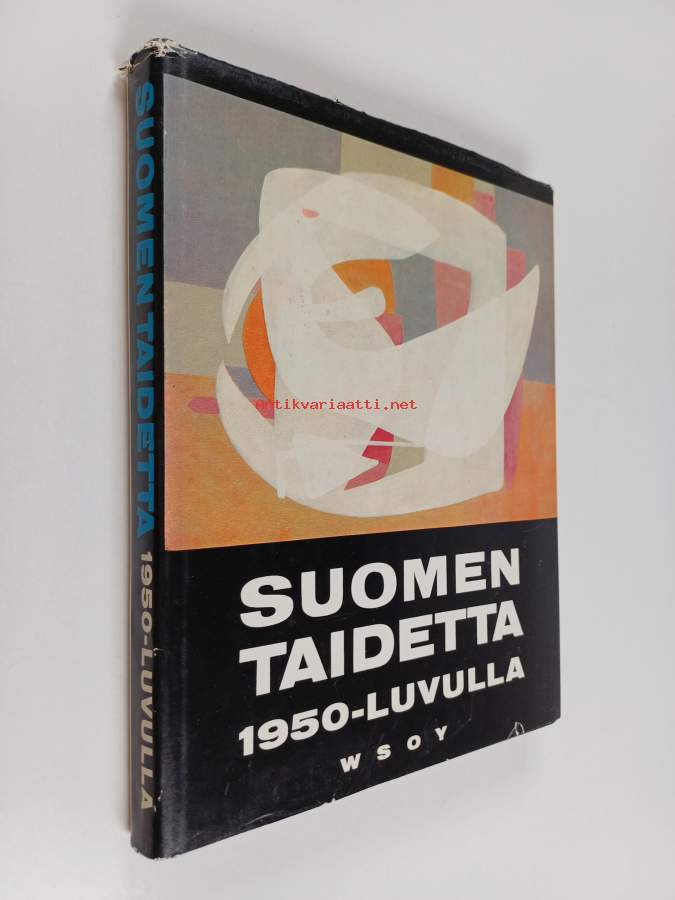 SUOMEN TAIDETTA 1950-LUVULLA
antikvariaatti.net
SUOMEN
TAIDETTA
1950-LUVULLA
WSOY